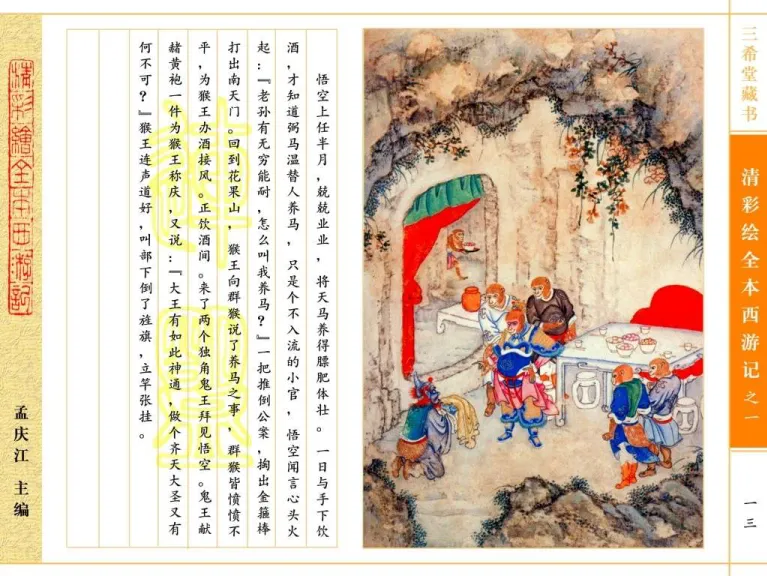 三希堂藏书
清彩绘全本西游记之一
一三
悟空上任半月,兢兢业业,将天马养得膘肥体壮。一日与手下饮
酒,才知道弼马温替人养马,只是个不入流的小官,悟空闻言心头火
起:『老孙有无穷能耐,怎么叫我养马?』一把推倒公案,掏出金箍棒
打出南天门。回到花果山,猴王向群猴说了养马之事,群猴皆愤愤不
平,为猴王办酒接风。正饮酒间。来了两个独角鬼王拜见悟空。鬼王献
赭黄袍一件为猴王称庆,又说:『大王有如此神通,做个齐天大圣又有
何不可?』猴王连声道好,叫部下倒了旌旗,立竿张挂。
清彩繪全本西游記
孟庆江 主编